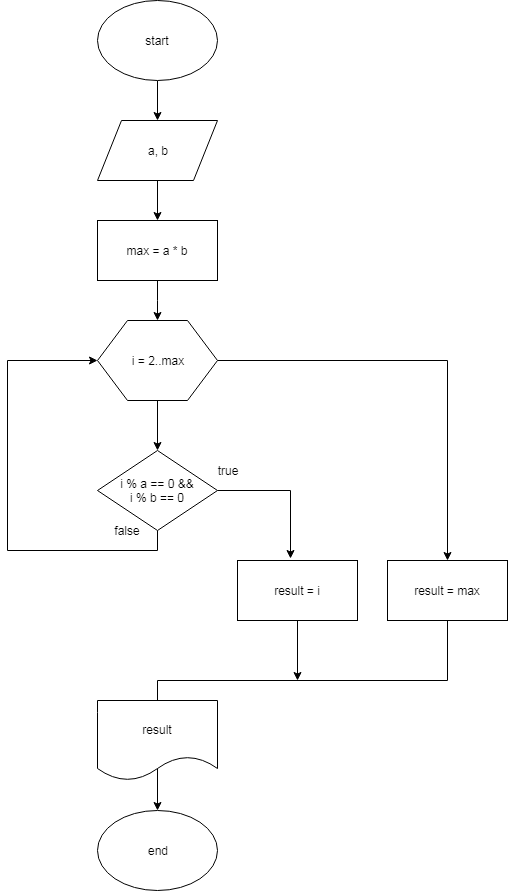 start
a, b
max = a * b
i = 2..max
i % a == 0 &&
i % b == 0
true
false
result = i
result = max
result
end